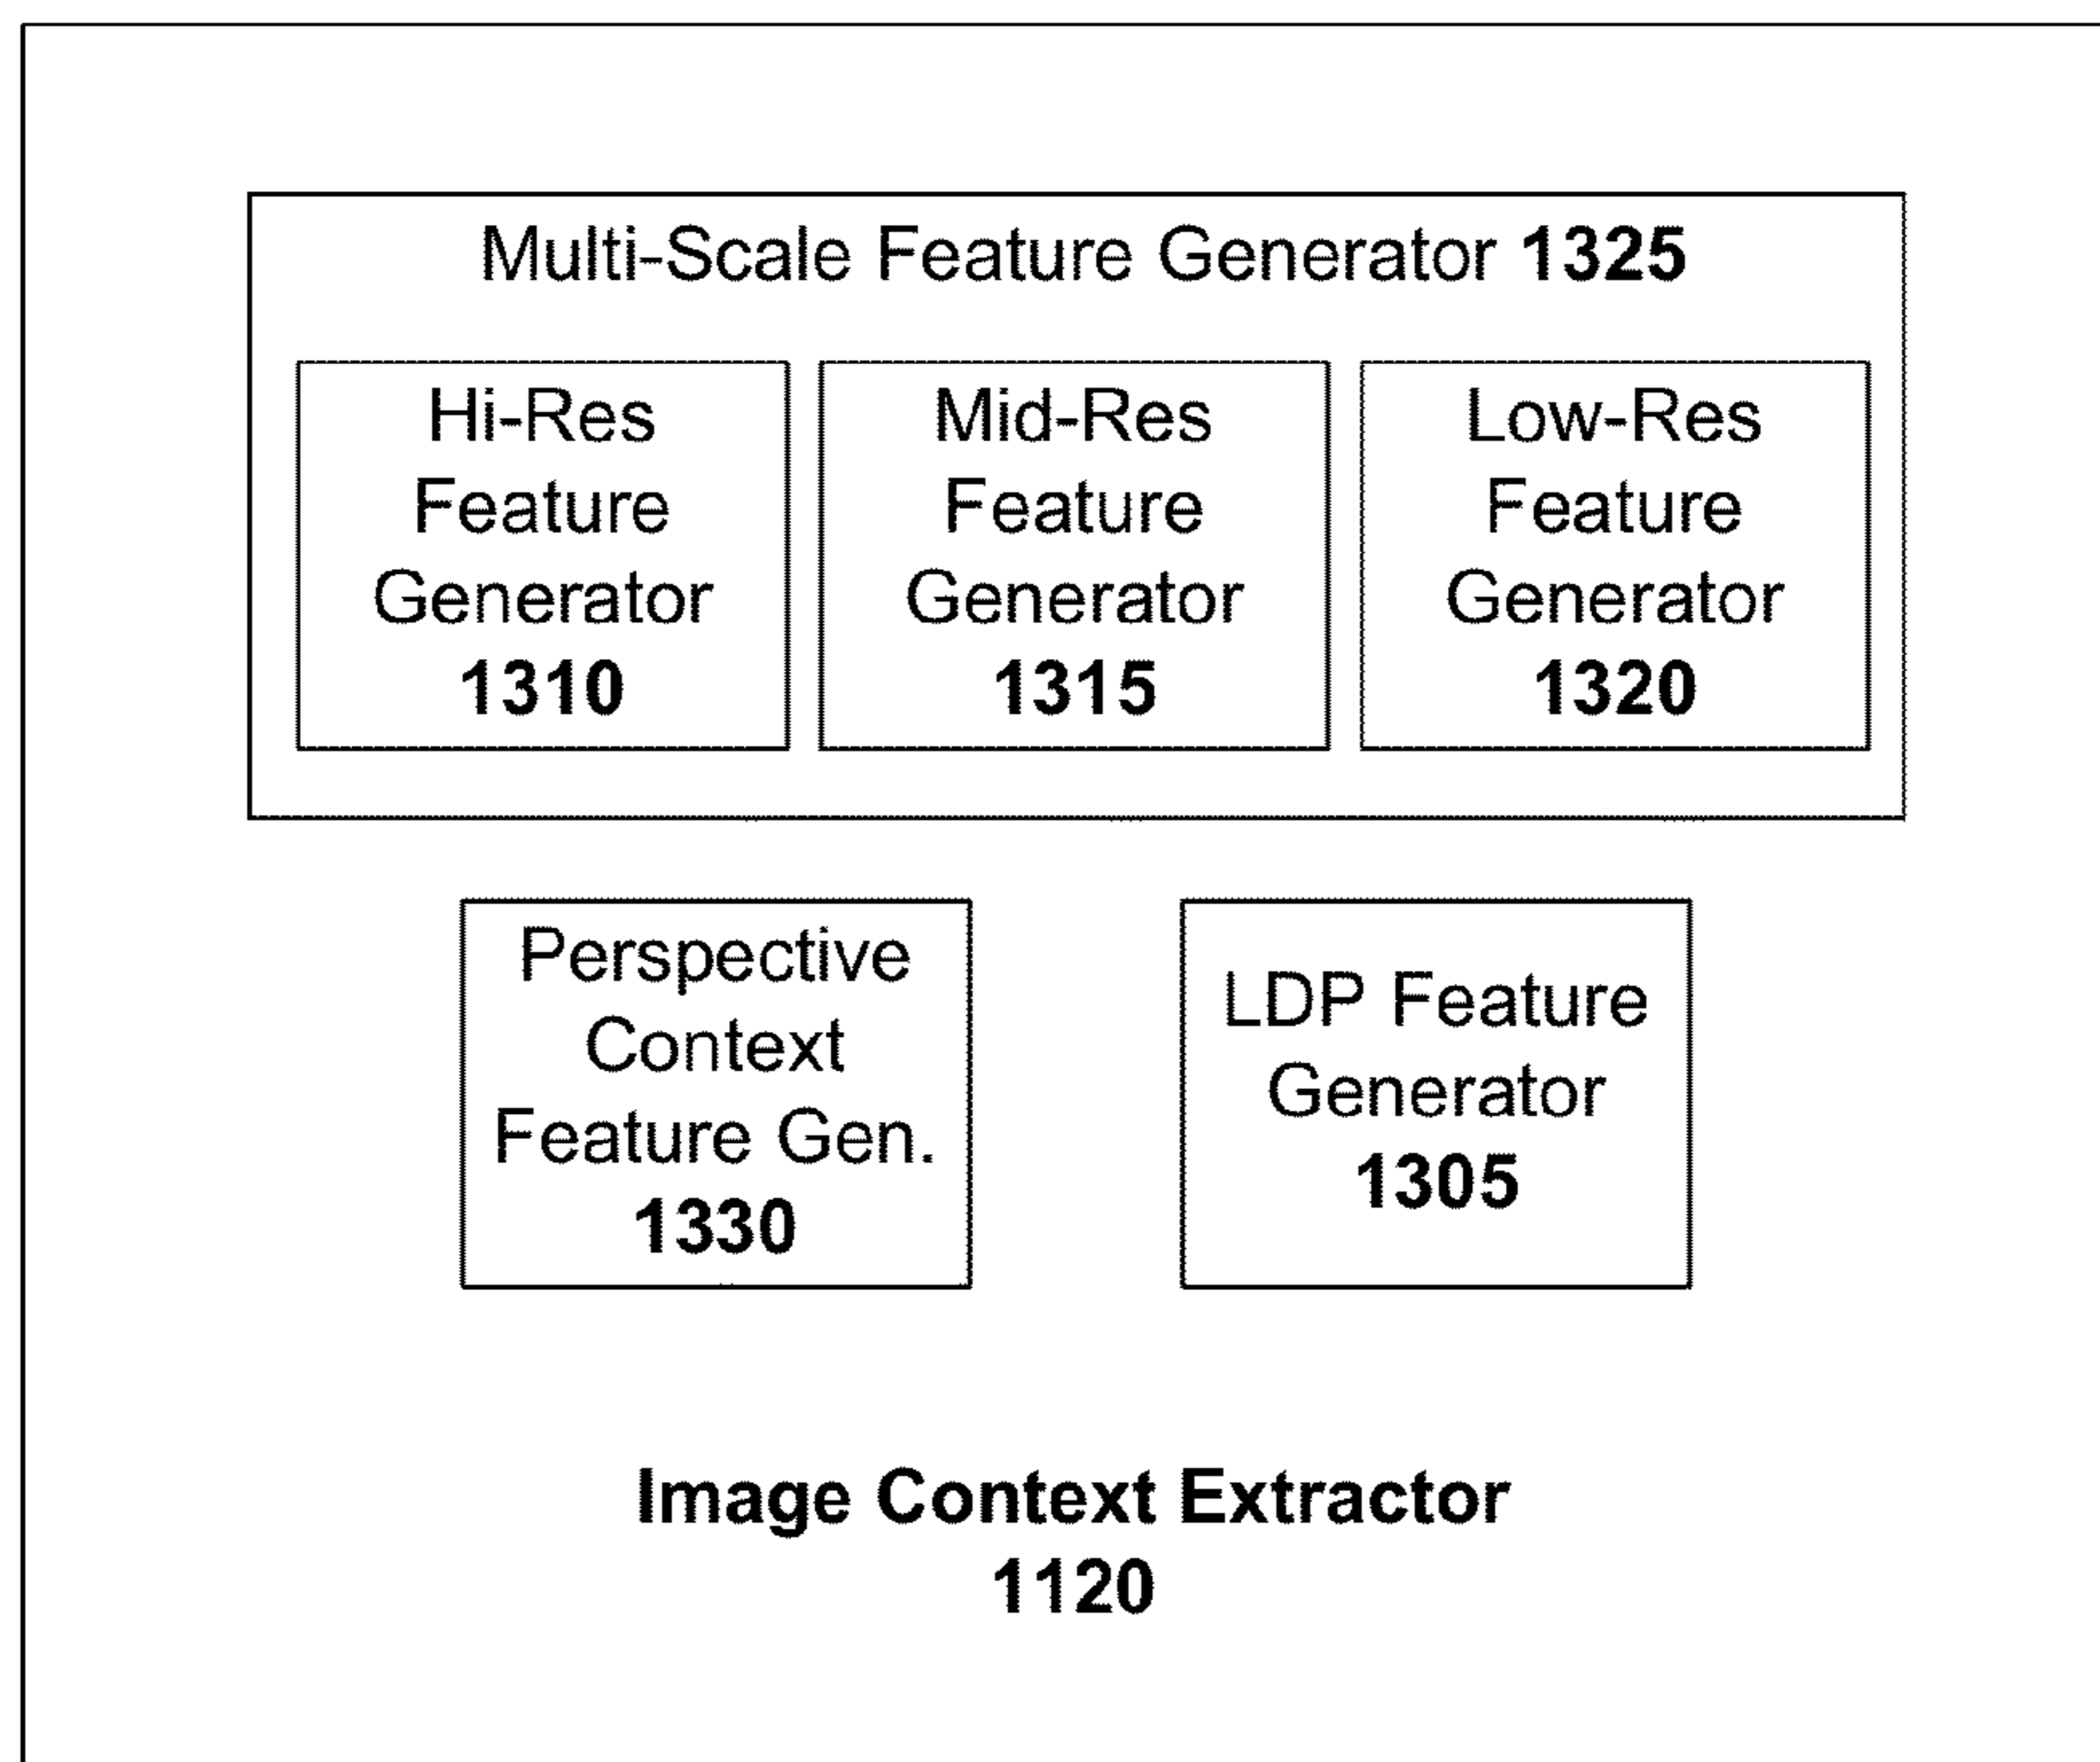 Multi-Scale Feature Generator 1325
Hi-Res
Feature
Generator
1310
Mid-Res
Feature
Generator
1315
Low-Res
Feature
Generator
1320
Perspective
Context
Feature Gen.
1330
LDP Feature
Generator
1305
Image Context Extractor
1120